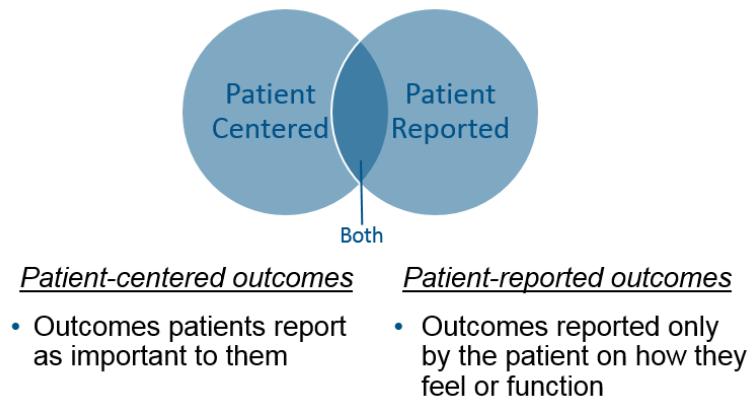 Patient
Centered
Patient
Reported
Both
Patient-centered outcomes
• Outcomes patients report
as important to them
Patient-reported outcomes
• Outcomes reported only
by the patient on how they
feel or function